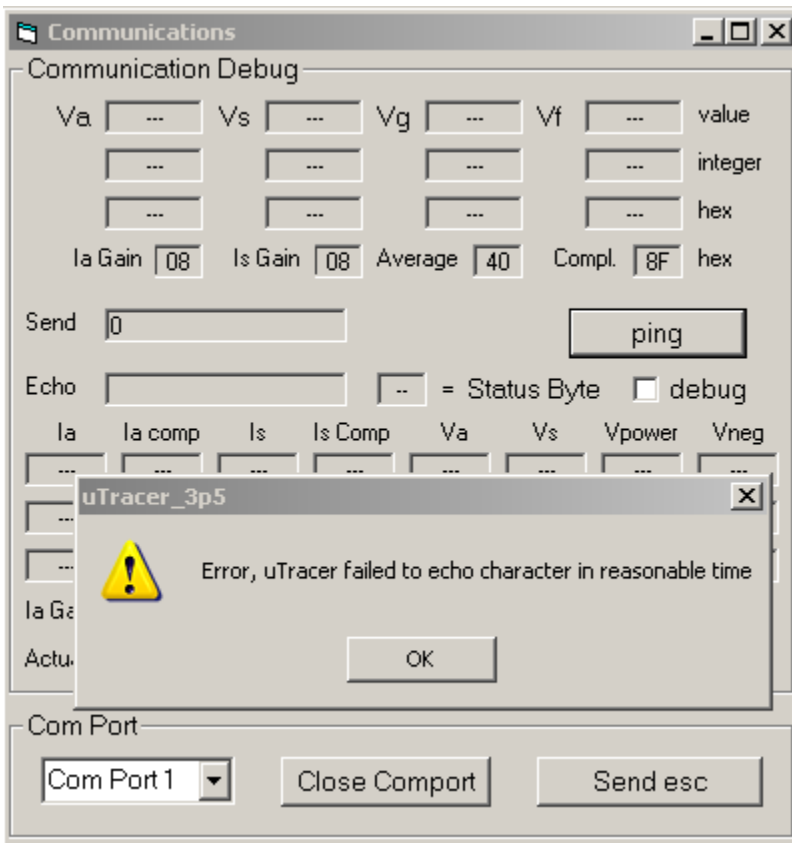 Communications
Communication Debug
Va --- Vs --- Vg --- Vf --- value
--- --- --- --- integer
--- --- --- --- hex
Ia Gain 08 Is Gain 08 Average 40 Compl. 8F hex
Send 0 ping
Echo -- = Status Byte debug
Ia Ia comp Is Is Comp Va Vs Vpower Vneg
--- --- --- --- --- --- --- ---
uTracer_3p5
Error, uTracer failed to echo character in reasonable time
OK
Ia Ga
Actu
Com Port
Com Port 1 Close Comport Send esc